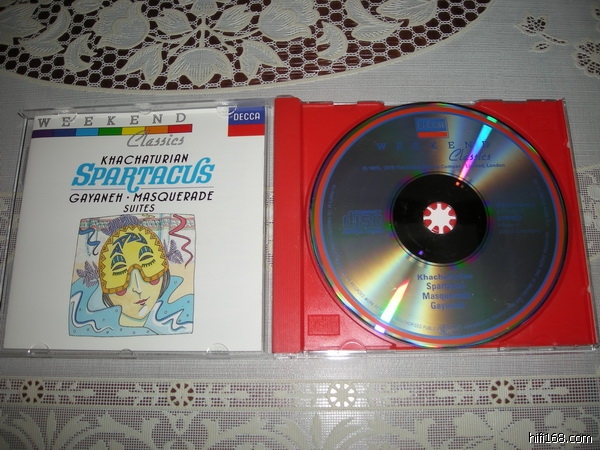 WEEKEND
Classics
DECCA
KHACHATURIAN
SPARTACUS
GAYANEH • MASQUERADE
SUITES
DECCA
WEEKEND
Classics
Khachaturian
Spartacus
Masquerade
Gayaneh
hifi168.com